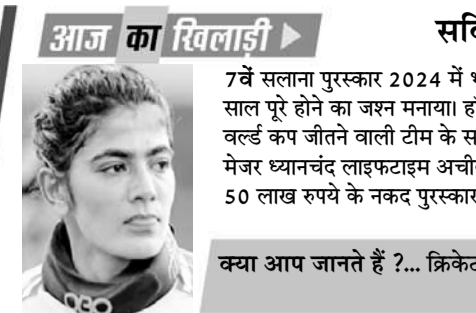 आज का खिलाड़ी
7वें सलाना पुरस्कार 2024 में
साल पूरे होने का जश्न मनाया।
वर्ल्ड कप जीतने वाली टीम के
मेजर ध्यानचंद लाइफटाइम
50 लाख रुपये के नकद पुरस्कार
क्या आप जानते हैं ?... क्रिकेट